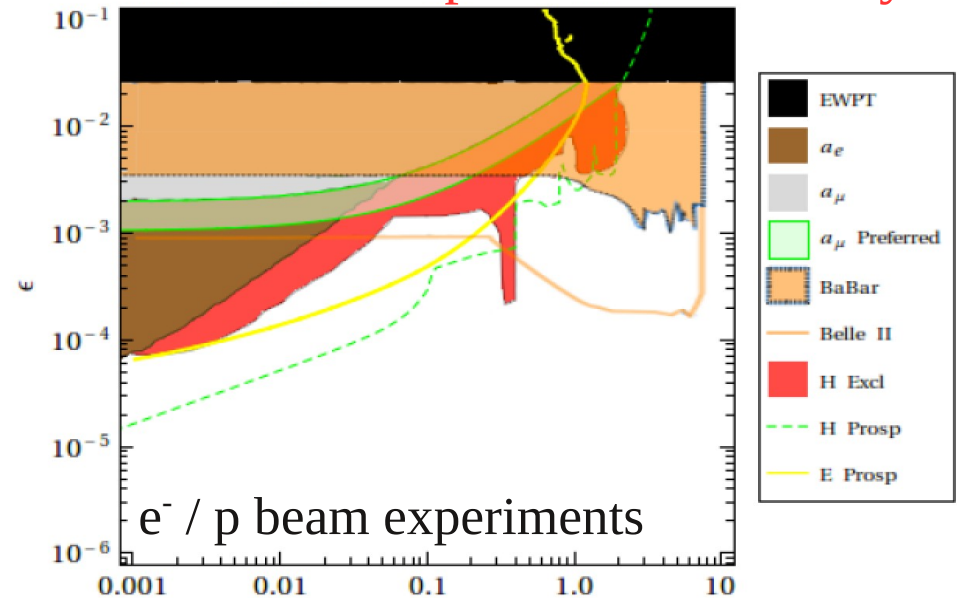 10⁻¹
10⁻²
10⁻³
ϵ
10⁻⁴
10⁻⁵
10⁻⁶
e⁻ / p beam experiments
0.001 0.01 0.1 1.0 10
EWPT
aₑ
a_μ
a_μ Preferred
BaBar
Belle II
H Excl
H Prosp
E Prosp